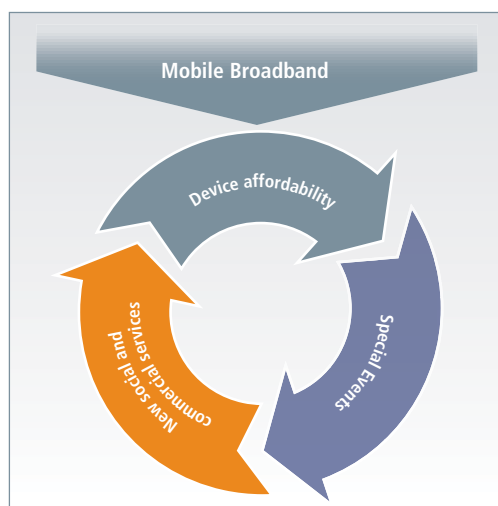 Mobile Broadband
Device affordability
Special Events
New social and
commercial services